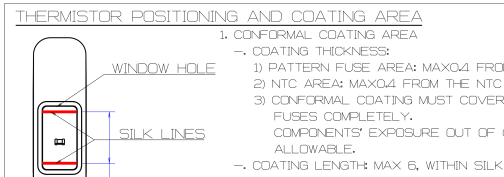 THERMISTOR POSITIONING AND COATING AREA
1. CONFORMAL COATING AREA
-. COATING THICKNESS:
WINDOW HOLE
1) PATTERN FUSE AREA: MAX0.4 FROM
2) NTC AREA: MAX0.4 FROM THE NTC
3) CONFORMAL COATING MUST COVER
FUSES COMPLETELY.
SILK LINES
COMPONENTS' EXPOSURE OUT OF
ALLOWABLE.
-. COATING LENGTH: MAX 6, WITHIN SILK